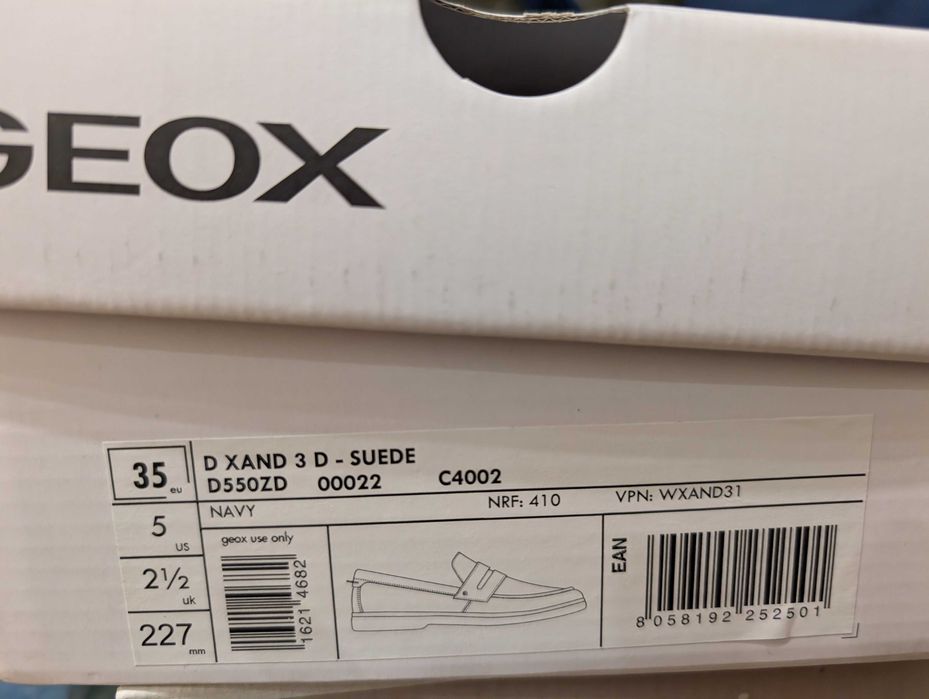 GEOX
35 eu
D XAND 3 D - SUEDE
D550ZD 00022 C4002
NAVY NRF: 410 VPN: WXAND31
5 US
2½ uk
227 mm
geox use only
1621 4682
EAN
8 058192 252501